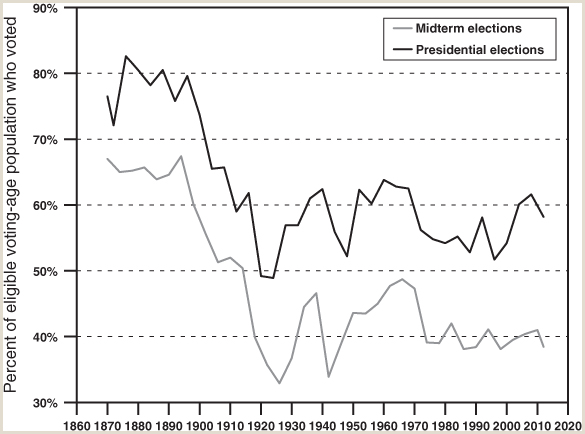 Percent of eligible voting-age population who voted
90%
80%
70%
60%
50%
40%
30%
Midterm elections
Presidential elections
1860 1870 1880 1890 1900 1910 1920 1930 1940 1950 1960 1970 1980 1990 2000 2010 2020